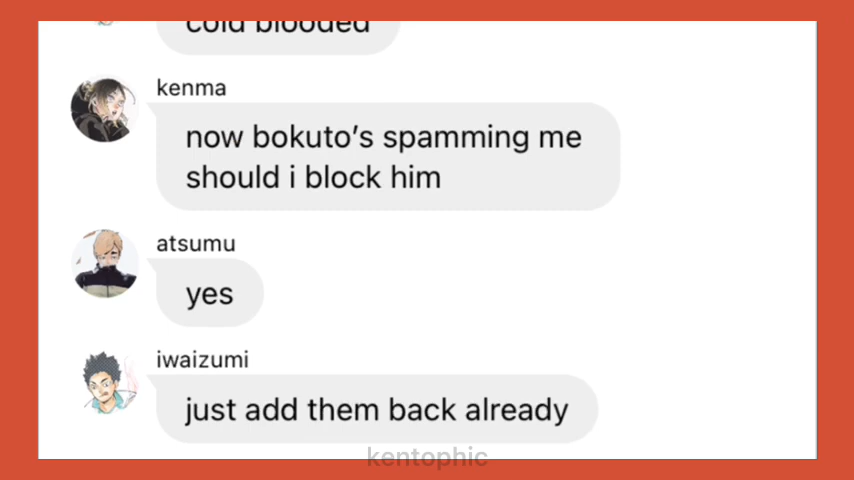 cold blooded
kenma
now bokuto’s spamming me
should i block him
atsumu
yes
iwaizumi
just add them back already
kentophic